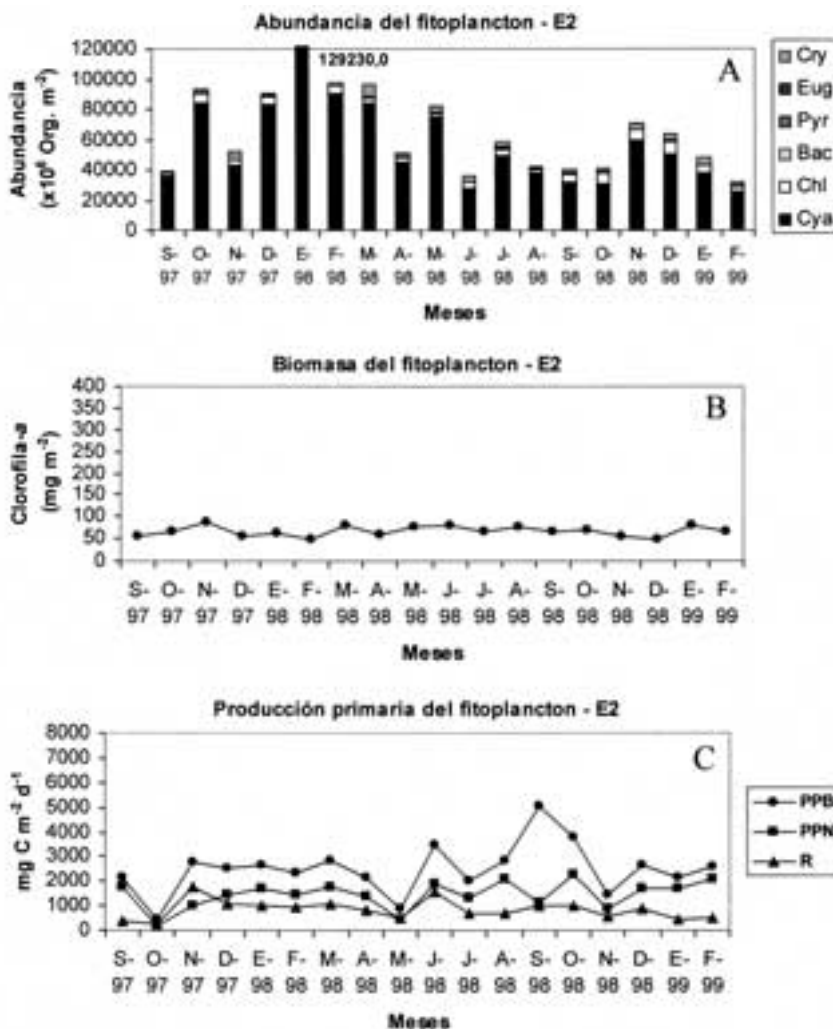 Abundancia del fitoplancton - E2
A
129230,0
Abundancia
(x10⁶ Org. m⁻²)
120000
100000
80000
60000
40000
20000
0
S- O- N- D- E- F- M- A- M- J- J- A- S- O- N- D- E- F-
97 97 97 97 98 98 98 98 98 98 98 98 98 98 98 98 99 99
Meses
Cry
Eug
Pyr
Bac
Chl
Cya
Biomasa del fitoplancton - E2
B
Clorofila-a
(mg m⁻²)
400
350
300
250
200
150
100
50
0
S- O- N- D- E- F- M- A- M- J- J- A- S- O- N- D- E- F-
97 97 97 97 98 98 98 98 98 98 98 98 98 98 98 98 99 99
Meses
Producción primaria del fitoplancton - E2
C
mg C m⁻² d⁻¹
8000
7000
6000
5000
4000
3000
2000
1000
0
S- O- N- D- E- F- M- A- M- J- J- A- S- O- N- D- E- F-
97 97 97 97 98 98 98 98 98 98 98 98 98 98 98 98 99 99
Meses
PPB
PPN
R